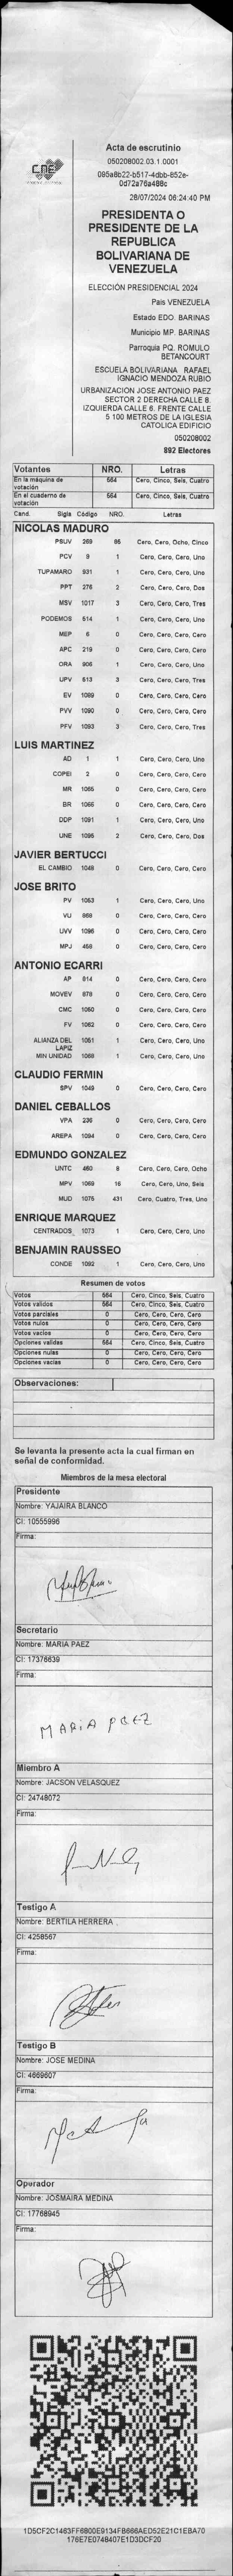 CNE
Acta de escrutinio
050208002.03.1.0001
095a8b22-b517-4dbb-852e-
0d72a76a488c
28/07/2024 06:24:40 PM
PRESIDENTA O
PRESIDENTE DE LA
REPUBLICA
BOLIVARIANA DE
VENEZUELA
ELECCIÓN PRESIDENCIAL 2024
País VENEZUELA
Estado EDO. BARINAS
Municipio MP. BARINAS
Parroquia PQ. ROMULO
BETANCOURT
ESCUELA BOLIVARIANA RAFAEL
IGNACIO MENDOZA RUBIO
URBANIZACION JOSE ANTONIO PAEZ
SECTOR 2 DERECHA CALLE 8.
IZQUIERDA CALLE 6. FRENTE CALLE
5 100 METROS DE LA IGLESIA
CATOLICA EDIFICIO
050208002
892 Electores
Votantes NRO. Letras
En la máquina de votación 564 Cero, Cinco, Seis, Cuatro
En el cuaderno de votación 564 Cero, Cinco, Seis, Cuatro
Cand. Sigla Código NRO. Letras
NICOLAS MADURO
PSUV 269 85 Cero, Cero, Ocho, Cinco
PCV 9 1 Cero, Cero, Cero, Uno
TUPAMARO 931 1 Cero, Cero, Cero, Uno
PPT 276 2 Cero, Cero, Cero, Dos
MSV 1017 3 Cero, Cero, Cero, Tres
PODEMOS 514 1 Cero, Cero, Cero, Uno
MEP 6 0 Cero, Cero, Cero, Cero
APC 219 0 Cero, Cero, Cero, Cero
ORA 906 1 Cero, Cero, Cero, Uno
UPV 513 3 Cero, Cero, Cero, Tres
EV 1089 0 Cero, Cero, Cero, Cero
PVV 1090 0 Cero, Cero, Cero, Cero
PFV 1093 3 Cero, Cero, Cero, Tres
LUIS MARTINEZ
AD 1 1 Cero, Cero, Cero, Uno
COPEI 2 0 Cero, Cero, Cero, Cero
MR 1065 0 Cero, Cero, Cero, Cero
BR 1066 0 Cero, Cero, Cero, Cero
DDP 1091 1 Cero, Cero, Cero, Uno
UNE 1095 2 Cero, Cero, Cero, Dos
JAVIER BERTUCCI
EL CAMBIO 1048 0 Cero, Cero, Cero, Cero
JOSE BRITO
PV 1053 1 Cero, Cero, Cero, Uno
VU 868 0 Cero, Cero, Cero, Cero
UVV 1096 0 Cero, Cero, Cero, Cero
MPJ 458 0 Cero, Cero, Cero, Cero
ANTONIO ECARRI
AP 814 0 Cero, Cero, Cero, Cero
MOVEV 878 0 Cero, Cero, Cero, Cero
CMC 1050 0 Cero, Cero, Cero, Cero
FV 1062 0 Cero, Cero, Cero, Cero
ALIANZA DEL LAPIZ 1051 1 Cero, Cero, Cero, Uno
MIN UNIDAD 1058 1 Cero, Cero, Cero, Uno
CLAUDIO FERMIN
SPV 1049 0 Cero, Cero, Cero, Cero
DANIEL CEBALLOS
VPA 236 0 Cero, Cero, Cero, Cero
AREPA 1094 0 Cero, Cero, Cero, Cero
EDMUNDO GONZALEZ
UNTC 460 8 Cero, Cero, Cero, Ocho
MPV 1069 16 Cero, Cero, Uno, Seis
MUD 1075 431 Cero, Cuatro, Tres, Uno
ENRIQUE MARQUEZ
CENTRADOS 1073 1 Cero, Cero, Cero, Uno
BENJAMIN RAUSSEO
CONDE 1092 1 Cero, Cero, Cero, Uno
Resumen de votos
Votos 564 Cero, Cinco, Seis, Cuatro
Votos válidos 564 Cero, Cinco, Seis, Cuatro
Votos parciales 0 Cero, Cero, Cero, Cero
Votos nulos 0 Cero, Cero, Cero, Cero
Votos vacíos 0 Cero, Cero, Cero, Cero
Opciones válidas 564 Cero, Cinco, Seis, Cuatro
Opciones nulas 0 Cero, Cero, Cero, Cero
Opciones vacías 0 Cero, Cero, Cero, Cero
Observaciones:
Se levanta la presente acta la cual firman en
señal de conformidad.
Miembros de la mesa electoral
Presidente
Nombre: YAJAIRA BLANCO
CI: 10555996
Firma:
Secretario
Nombre: MARIA PAEZ
CI: 17376639
Firma:
MARIA PAEZ
Miembro A
Nombre: JACSON VELASQUEZ
CI: 24748072
Firma:
Testigo A
Nombre: BERTILA HERRERA
CI: 4258567
Firma:
Testigo B
Nombre: JOSE MEDINA
CI: 4669607
Firma:
Operador
Nombre: JOSMAIRA MEDINA
CI: 17768945
Firma:
1D5CF2C1463FF6800E9134FB666AED52E21C1EBA70
176E7E0748407E1D3DCF20